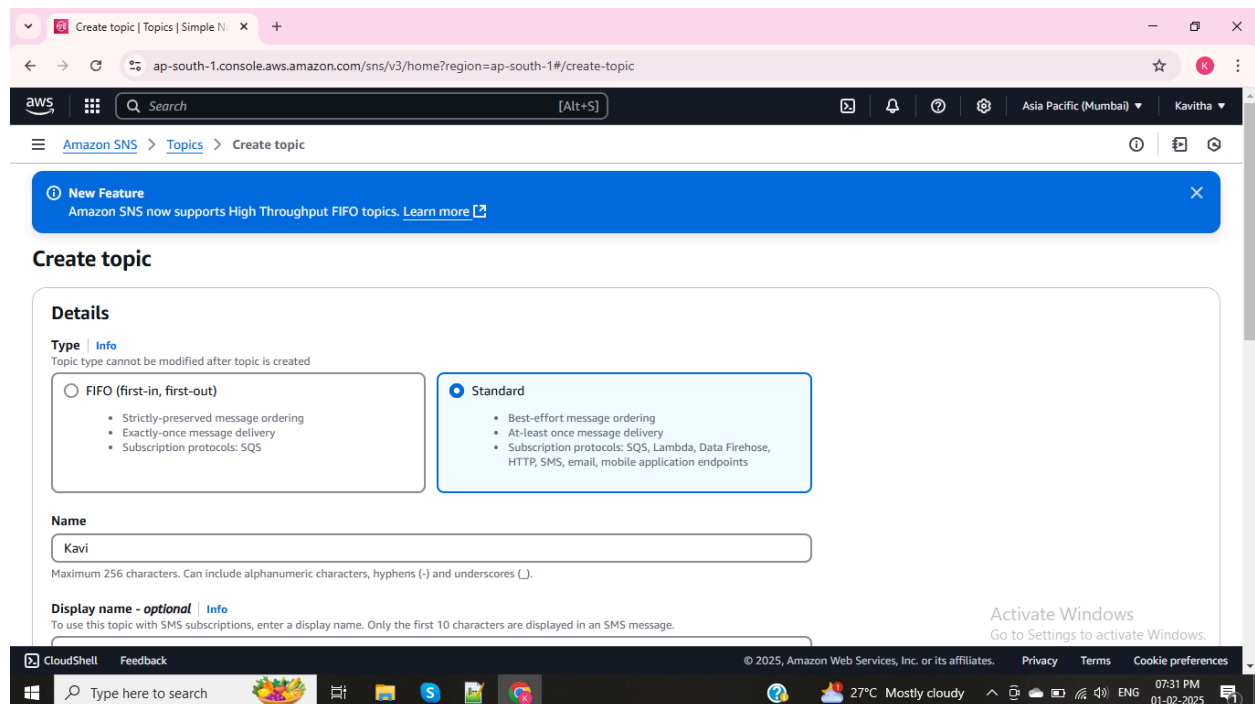 Create topic | Topics | Simple N
ap-south-1.console.aws.amazon.com/sns/v3/home?region=ap-south-1#/create-topic
K
aws
Search [Alt+S]
Asia Pacific (Mumbai) ▼
Kavitha ▼
Amazon SNS > Topics > Create topic
New Feature
Amazon SNS now supports High Throughput FIFO topics. Learn more
Create topic
Details
Type | Info
Topic type cannot be modified after topic is created
FIFO (first-in, first-out)
• Strictly-preserved message ordering
• Exactly-once message delivery
• Subscription protocols: SQS
Standard
• Best-effort message ordering
• At-least once message delivery
• Subscription protocols: SQS, Lambda, Data Firehose,
HTTP, SMS, email, mobile application endpoints
Name
Kavi
Maximum 256 characters. Can include alphanumeric characters, hyphens (-) and underscores (_).
Display name - optional | Info
To use this topic with SMS subscriptions, enter a display name. Only the first 10 characters are displayed in an SMS message.
Activate Windows
Go to Settings to activate Windows.
CloudShell Feedback
© 2025, Amazon Web Services, Inc. or its affiliates. Privacy Terms Cookie preferences
Type here to search
27°C Mostly cloudy
ENG
07:31 PM
01-02-2025
1